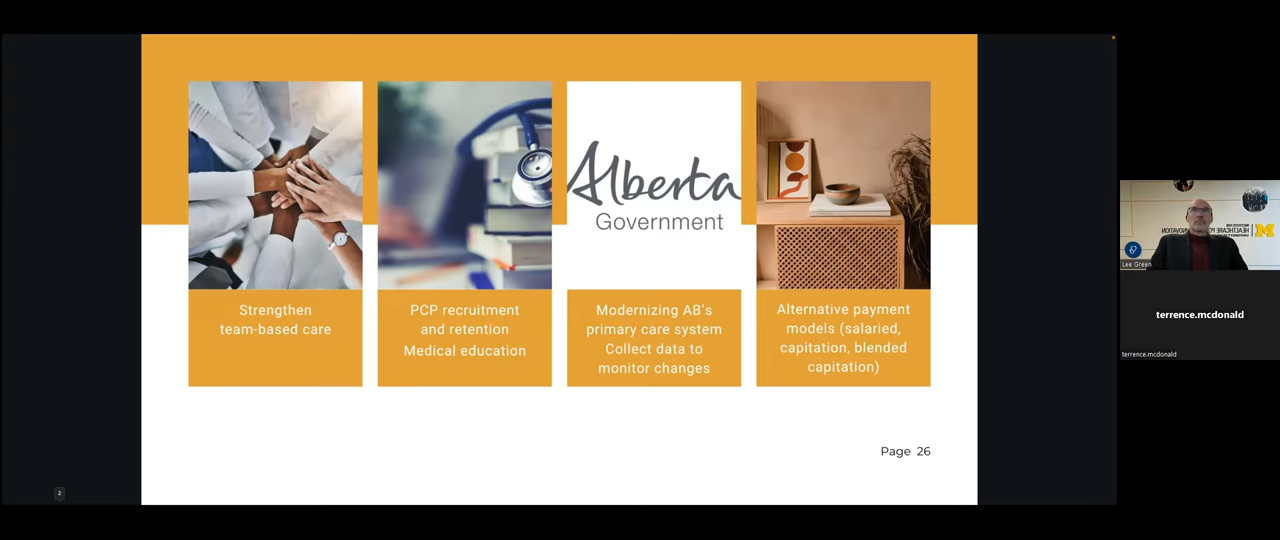 Alberta
Government
Strengthen
team-based care
PCP recruitment
and retention
Medical education
Modernizing AB's
primary care system
Collect data to
monitor changes
Alternative payment
models (salaried,
capitation, blended
capitation)
Page 26
2
M
Lee Green
terrence.mcdonald
terrence.mcdonald